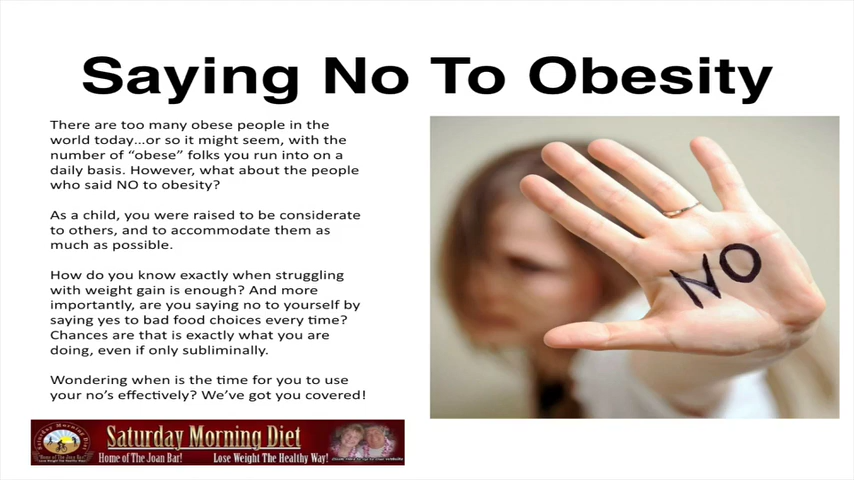 Saying No To Obesity
There are too many obese people in the
world today...or so it might seem, with the
number of “obese” folks you run into on a
daily basis. However, what about the people
who said NO to obesity?
As a child, you were raised to be considerate
to others, and to accommodate them as
much as possible.
How do you know exactly when struggling
with weight gain is enough? And more
importantly, are you saying no to yourself by
saying yes to bad food choices every time?
Chances are that is exactly what you are
doing, even if only subliminally.
Wondering when is the time for you to use
your no’s effectively? We’ve got you covered!
NO
Saturday Morning Diet
Home of The Joan Bar! Lose Weight The Healthy Way!